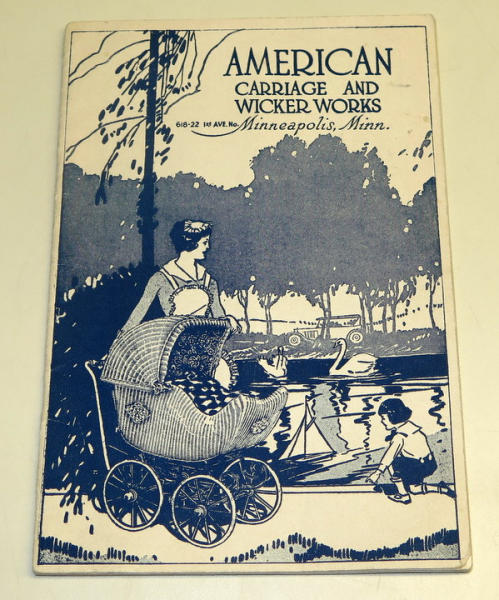 AMERICAN
CARRIAGE AND
WICKER WORKS
618-22 1ST AVE. No. Minneapolis, Minn.